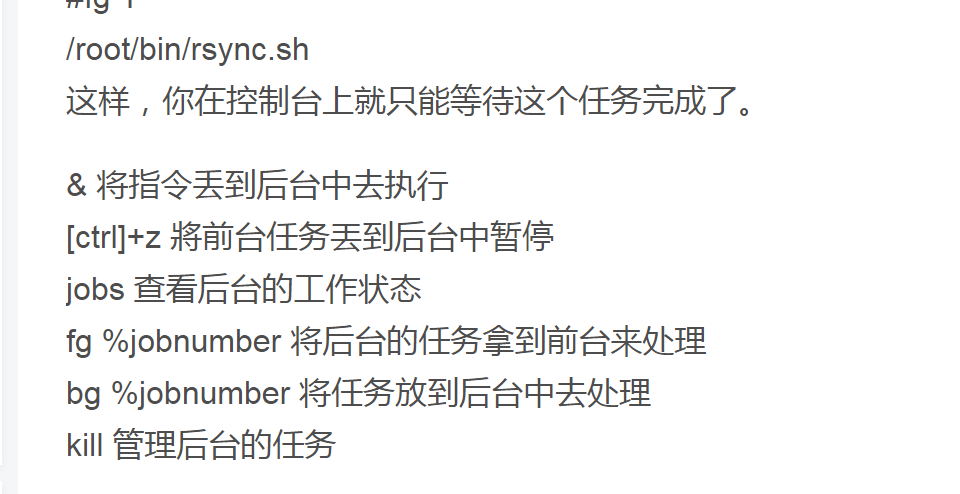 /root/bin/rsync.sh
这样，你在控制台上就只能等待这个任务完成了。
& 将指令丢到后台中去执行
[ctrl]+z 將前台任务丟到后台中暂停
jobs 查看后台的工作状态
fg %jobnumber 将后台的任务拿到前台来处理
bg %jobnumber 将任务放到后台中去处理
kill 管理后台的任务